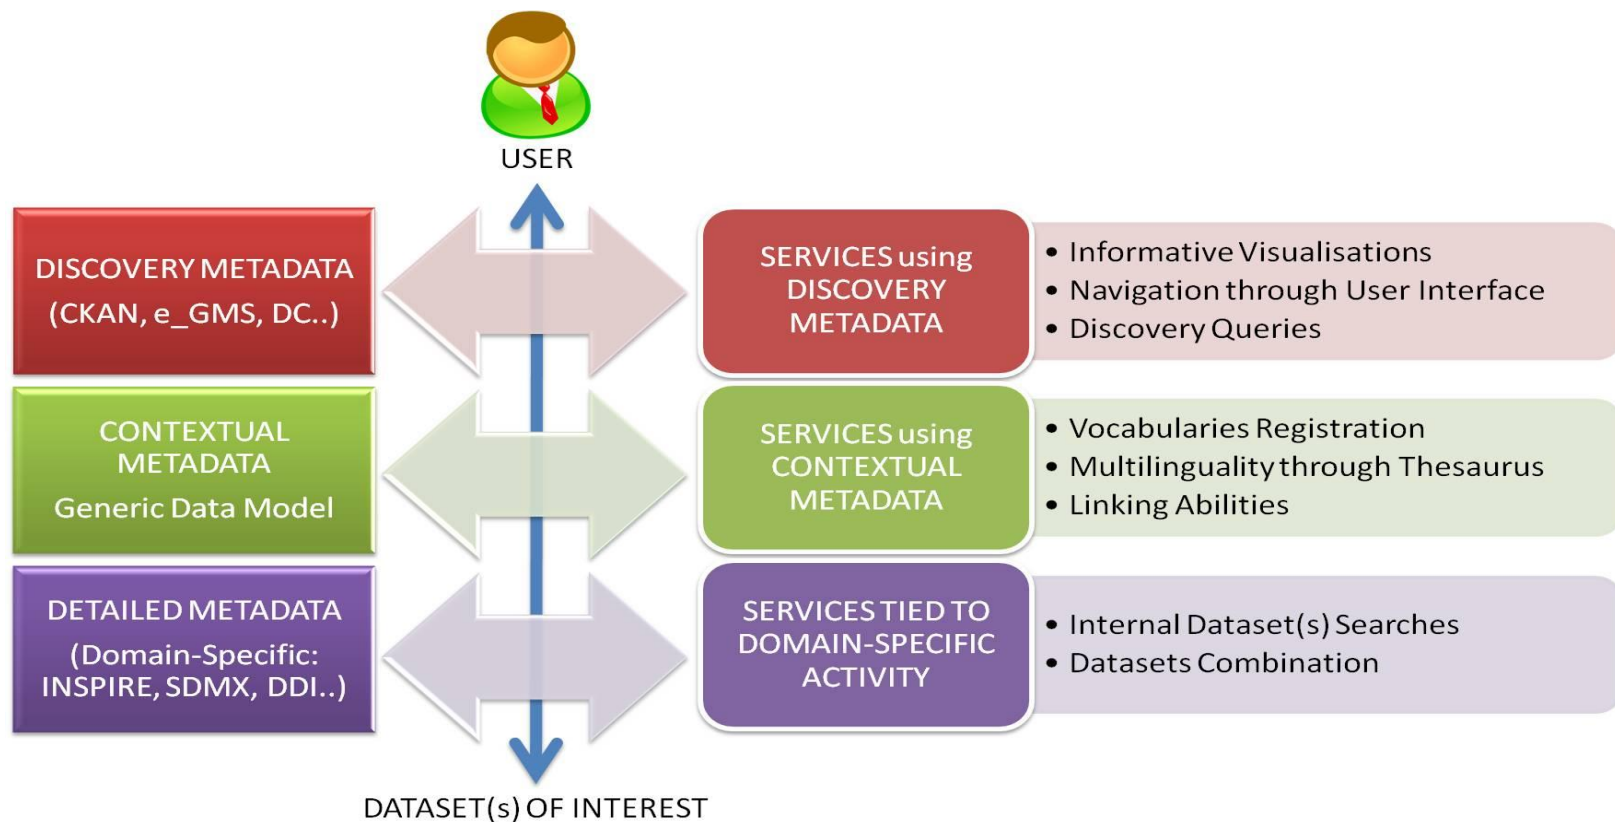 USER
DISCOVERY METADATA
(CKAN, e_GMS, DC..)
SERVICES using
DISCOVERY
METADATA
• Informative Visualisations
• Navigation through User Interface
• Discovery Queries
CONTEXTUAL
METADATA
Generic Data Model
SERVICES using
CONTEXTUAL
METADATA
• Vocabularies Registration
• Multilinguality through Thesaurus
• Linking Abilities
DETAILED METADATA
(Domain-Specific:
INSPIRE, SDMX, DDI..)
SERVICES TIED TO
DOMAIN-SPECIFIC
ACTIVITY
• Internal Dataset(s) Searches
• Datasets Combination
DATASET(s) OF INTEREST